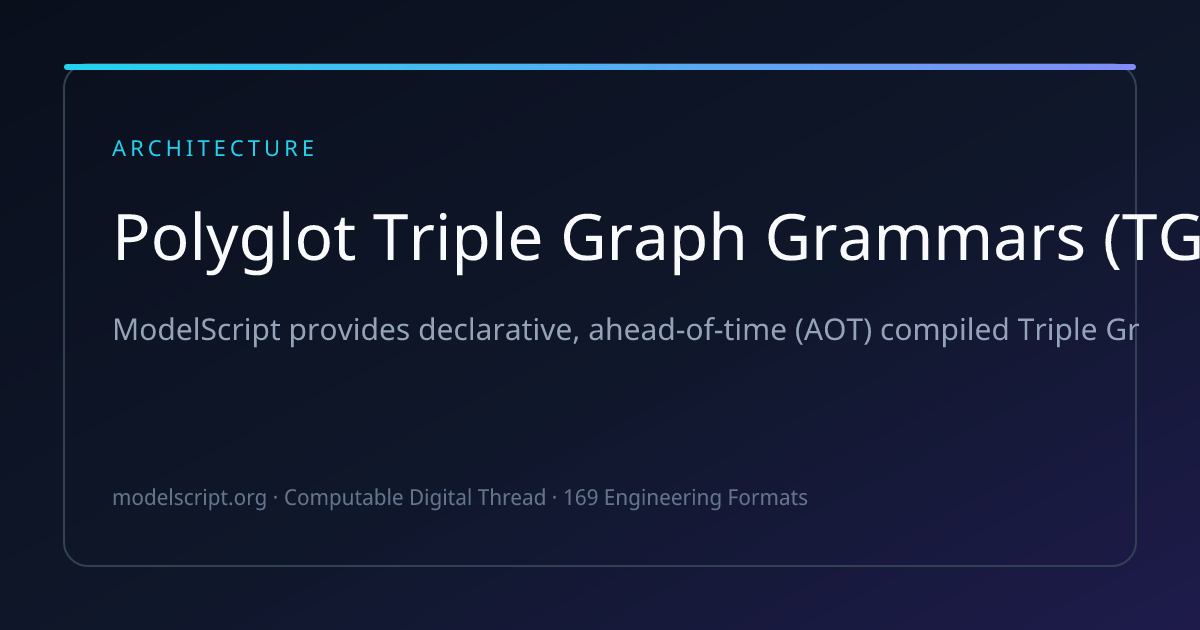 ARCHITECTURE
Polyglot Triple Graph Grammars (TG
ModelScript provides declarative, ahead-of-time (AOT) compiled Triple Gr
modelscript.org · Computable Digital Thread · 169 Engineering Formats